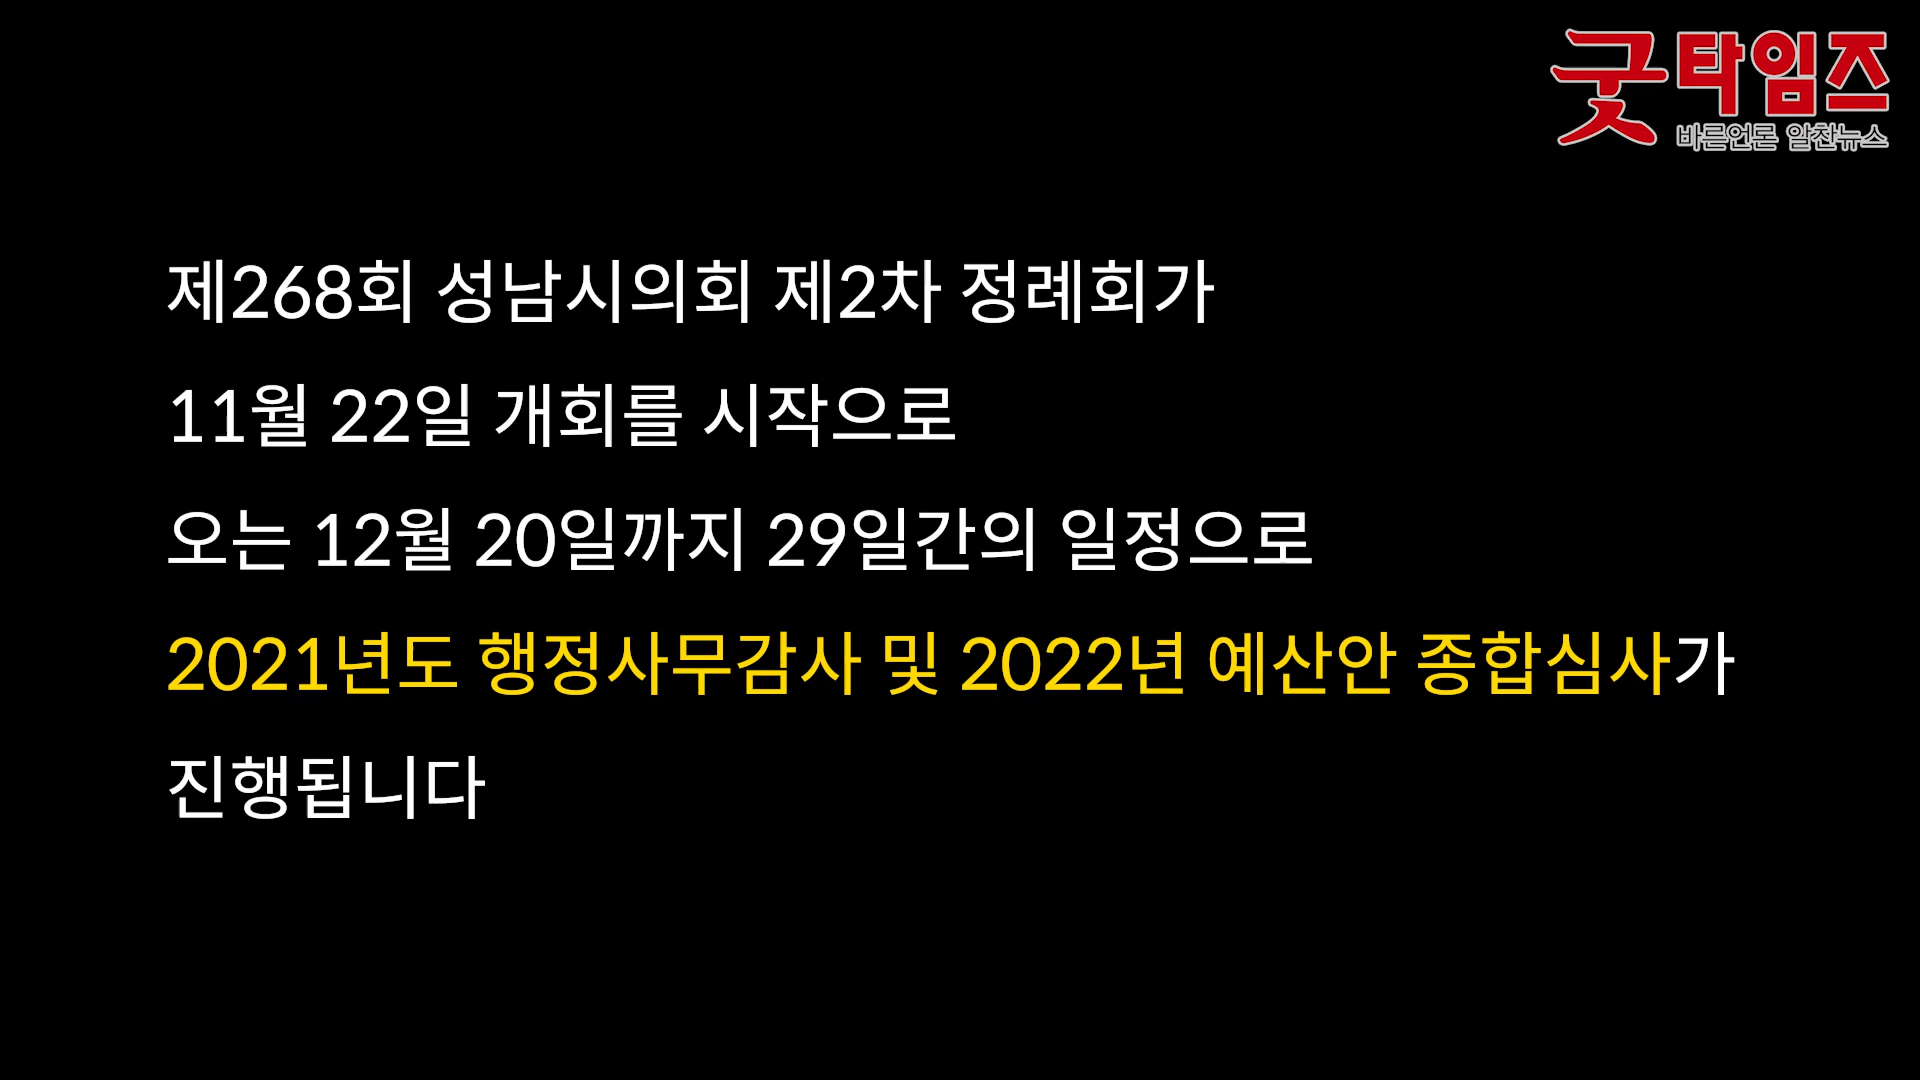 굿타임즈
바른언론 알찬뉴스
제268회 성남시의회 제2차 정례회가
11월 22일 개회를 시작으로
오는 12월 20일까지 29일간의 일정으로
2021년도 행정사무감사 및 2022년 예산안 종합심사가
진행됩니다